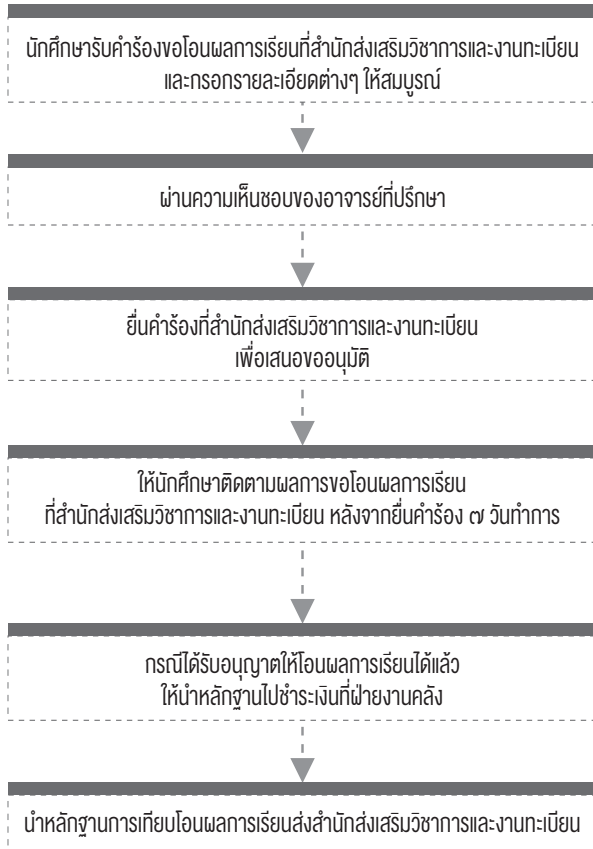 นักศึกษารับคำร้องขอโอนผลการเรียนที่สำนักส่งเสริมวิชาการและงานทะเบียน
และกรอกรายละเอียดต่างๆ ให้สมบูรณ์
ผ่านความเห็นชอบของอาจารย์ที่ปรึกษา
ยื่นคำร้องที่สำนักส่งเสริมวิชาการและงานทะเบียน
เพื่อเสนอขออนุมัติ
ให้นักศึกษาติดตามผลการขอโอนผลการเรียน
ที่สำนักส่งเสริมวิชาการและงานทะเบียน หลังจากยื่นคำร้อง ๗ วันทำการ
กรณีได้รับอนุญาตให้โอนผลการเรียนได้แล้ว
ให้นำหลักฐานไปชำระเงินที่ฝ่ายงานคลัง
นำหลักฐานการเทียบโอนผลการเรียนส่งสำนักส่งเสริมวิชาการและงานทะเบียน